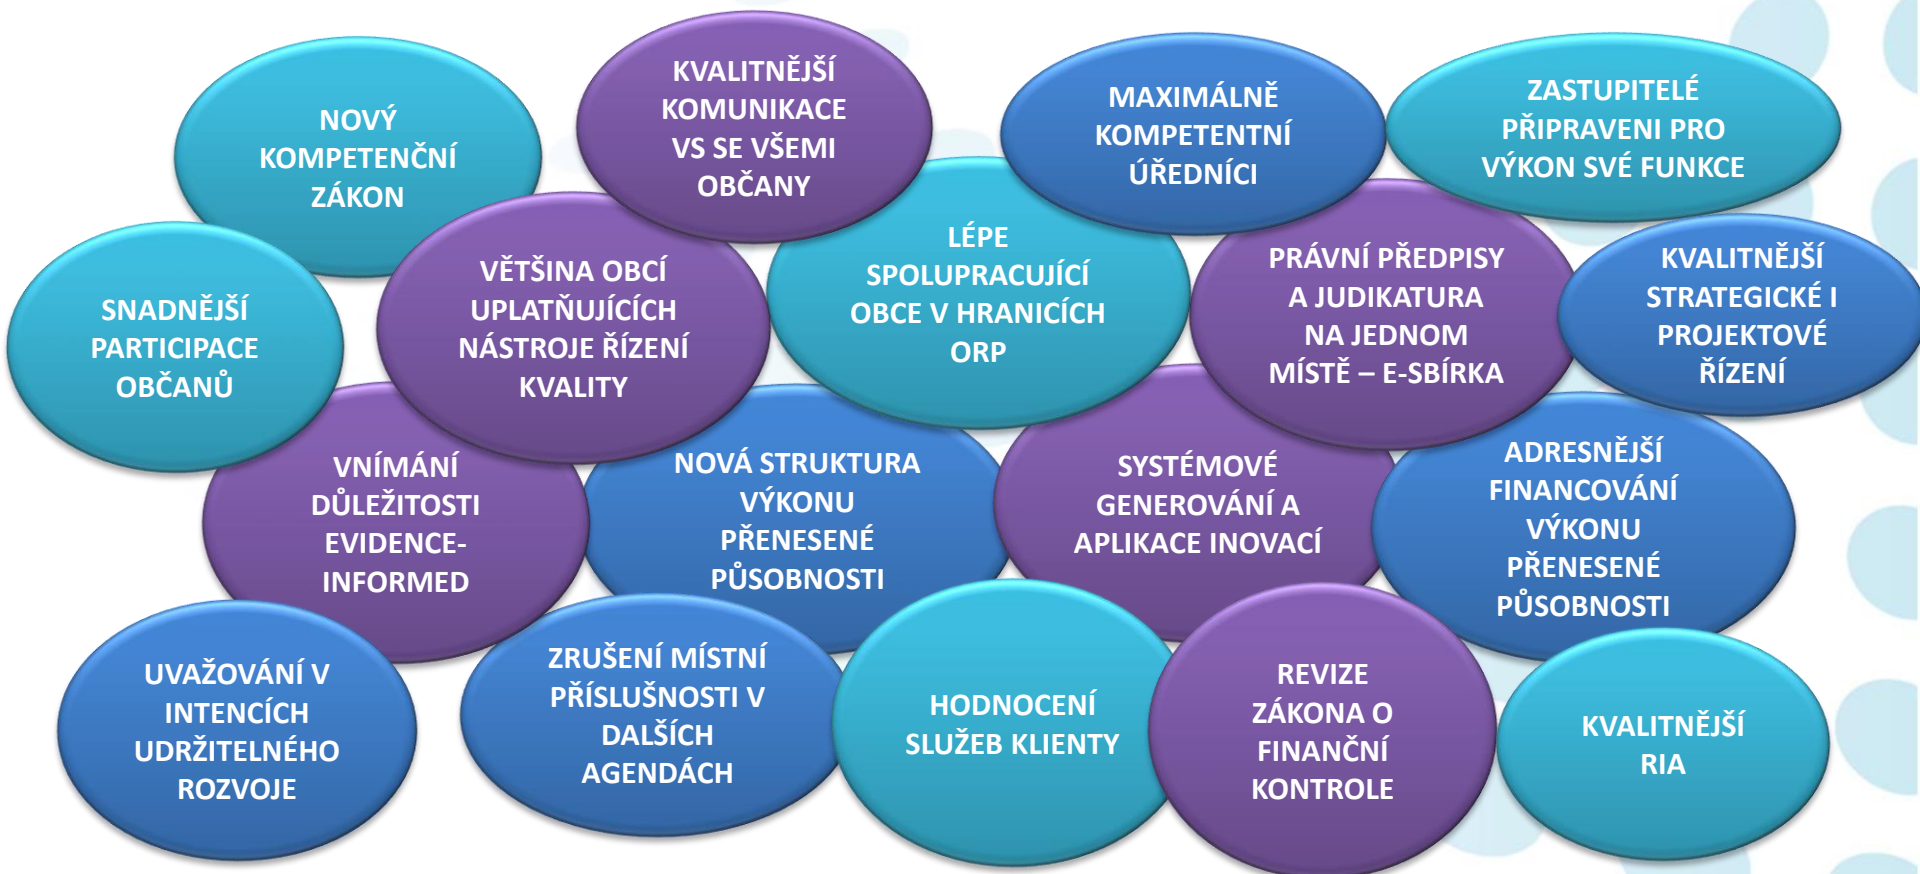 NOVÝ
KOMPETENČNÍ
ZÁKON
KVALITNĚJŠÍ
KOMUNIKACE
VS SE VŠEMI
OBČANY
MAXIMÁLNĚ
KOMPETENTNÍ
ÚŘEDNÍCI
ZASTUPITELÉ
PŘIPRAVENI PRO
VÝKON SVÉ FUNKCE
SNADNĚJŠÍ
PARTICIPACE
OBČANŮ
VĚTŠINA OBCÍ
UPLATŇUJÍCÍCH
NÁSTROJE ŘÍZENÍ
KVALITY
LÉPE
SPOLUPRACUJÍCÍ
OBCE V HRANICÍCH
ORP
PRÁVNÍ PŘEDPISY
A JUDIKATURA
NA JEDNOM
MÍSTĚ – E-SBÍRKA
KVALITNĚJŠÍ
STRATEGICKÉ I
PROJEKTOVÉ
ŘÍZENÍ
VNÍMÁNÍ
DŮLEŽITOSTI
EVIDENCE-
INFORMED
NOVÁ STRUKTURA
VÝKONU
PŘENESENÉ
PŮSOBNOSTI
SYSTÉMOVÉ
GENEROVÁNÍ A
APLIKACE INOVACÍ
ADRESNĚJŠÍ
FINANCOVÁNÍ
VÝKONU
PŘENESENÉ
PŮSOBNOSTI
UVAŽOVÁNÍ V
INTENCÍCH
UDRŽITELNÉHO
ROZVOJE
ZRUŠENÍ MÍSTNÍ
PŘÍSLUŠNOSTI V
DALŠÍCH
AGENDÁCH
HODNOCENÍ
SLUŽEB KLIENTY
REVIZE
ZÁKONA O
FINANČNÍ
KONTROLE
KVALITNĚJŠÍ
RIA